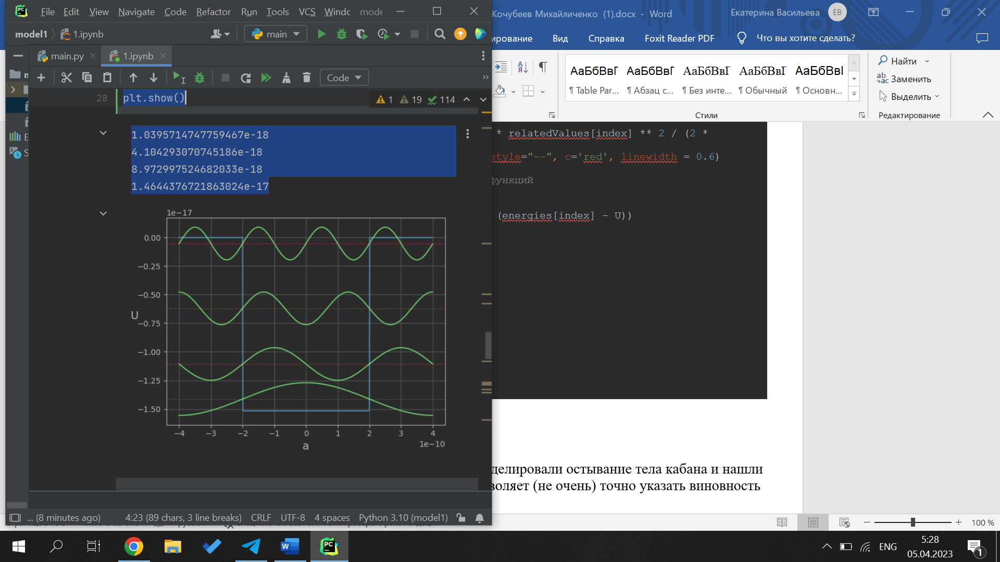 File Edit View Navigate Code Refactor Run Tools VCS Windc mode
model1 1.ipynb main
main.py 1.ipynb
Code
28 plt.show() 1 19 114
1.0395714747759467e-18
4.104293070745186e-18
8.972997524682033e-18
1.4644376721863024e-17
1e−17
0.00
−0.25
−0.50
U
−0.75
−1.00
−1.25
−1.50
−4 −3 −2 −1 0 1 2 3 4
1e−10
a
... (8 minutes ago) 4:23 (89 chars, 3 line breaks) CRLF UTF-8 4 spaces Python 3.10 (model1)
Кочубеев Михайличенко (1).docx - Word Екатерина Васильева ЕВ
ирование Вид Справка Foxit Reader PDF Что вы хотите сделать?
АаБбВвГ АаБбВвГ АаБбВвГ АаБбВвГ АаБбВвІ
¶ Table Par... ¶ Абзац с... ¶ Без инте... ¶ Обычный ¶ Основн...
Стили
Найти
Заменить
Выделить
Редактирование
* relatedValues[index] ** 2 / (2 *
style="--", c='red', linewidth = 0.6)
функций
(energies[index] - U))
делировали остывание тела кабана и нашли
воляет (не очень) точно указать виновность
100 %
ENG
5:28
05.04.2023
1